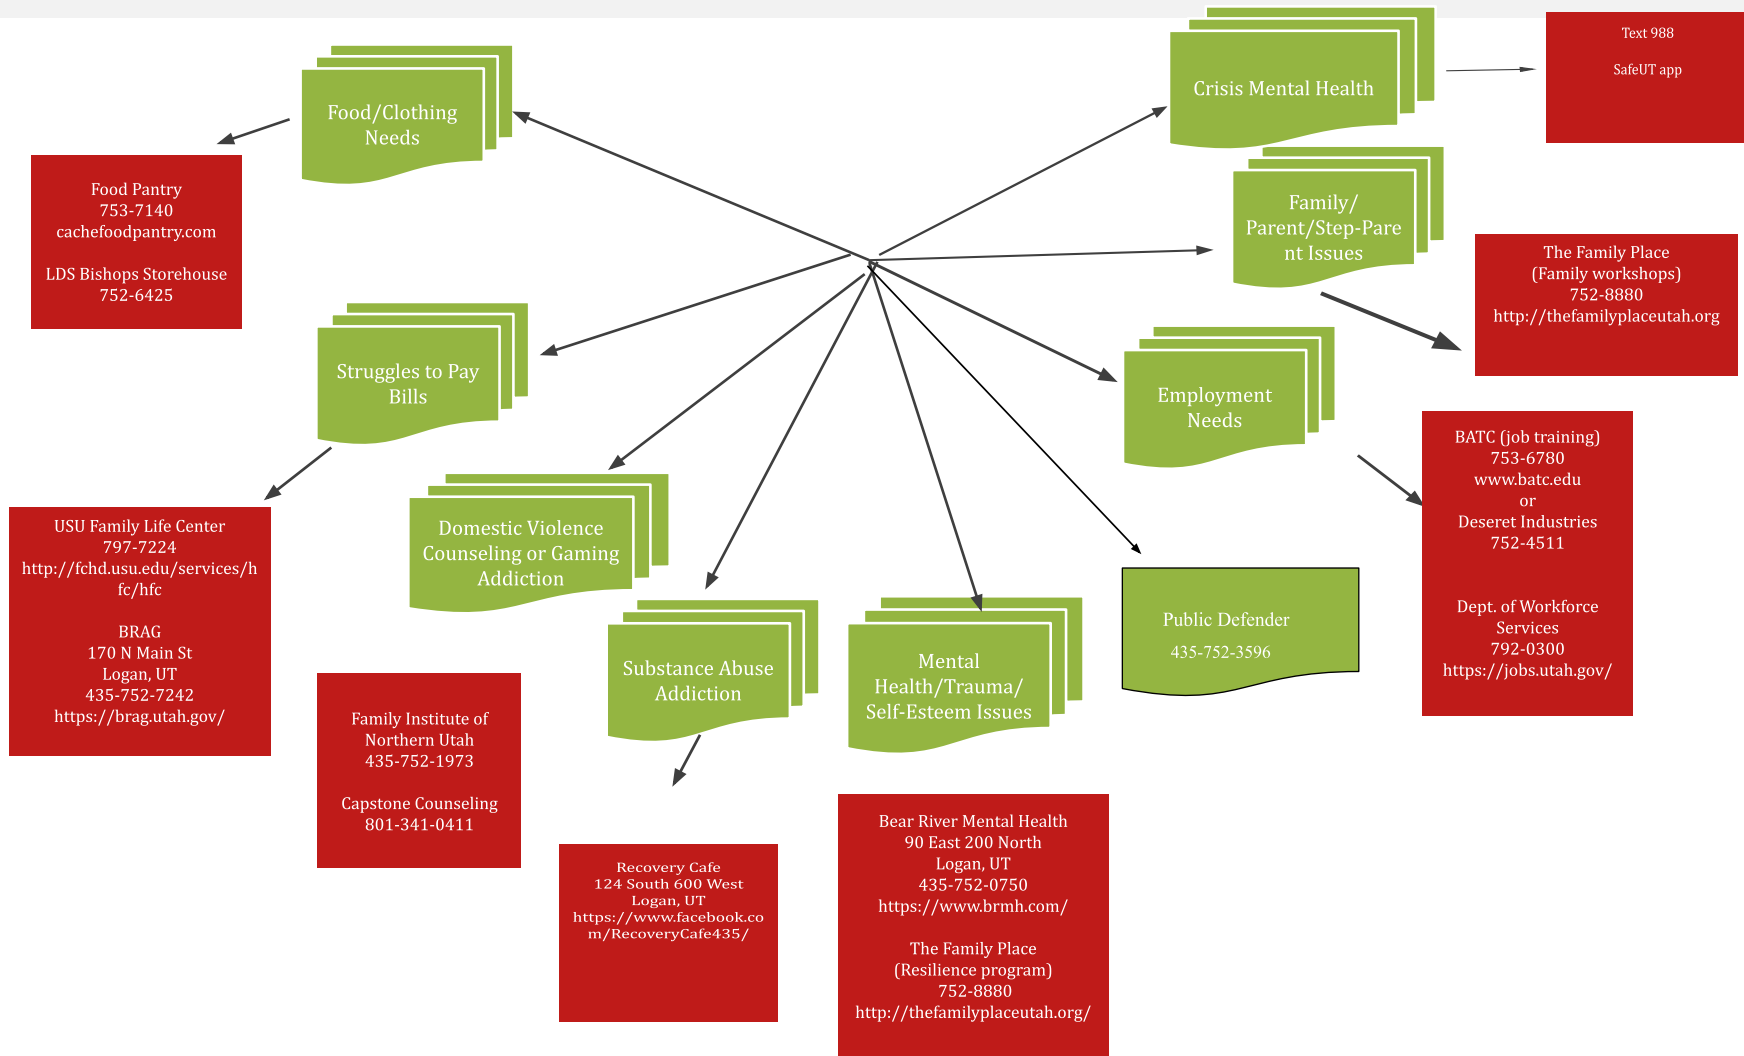 Food/Clothing
Needs
Food Pantry
753-7140
cachefoodpantry.com
LDS Bishops Storehouse
752-6425
Crisis Mental Health
Text 988
SafeUT app
Family/
Parent/Step-Pare
nt Issues
The Family Place
(Family workshops)
752-8880
http://thefamilyplaceutah.org
Struggles to Pay
Bills
USU Family Life Center
797-7224
http://fchd.usu.edu/services/h
fc/hfc
BRAG
170 N Main St
Logan, UT
435-752-7242
https://brag.utah.gov/
Employment
Needs
BATC (job training)
753-6780
www.batc.edu
or
Deseret Industries
752-4511
Dept. of Workforce
Services
792-0300
https://jobs.utah.gov/
Domestic Violence
Counseling or Gaming
Addiction
Family Institute of
Northern Utah
435-752-1973
Capstone Counseling
801-341-0411
Substance Abuse
Addiction
Recovery Cafe
124 South 600 West
Logan, UT
https://www.facebook.co
m/RecoveryCafe435/
Mental
Health/Trauma/
Self-Esteem Issues
Bear River Mental Health
90 East 200 North
Logan, UT
435-752-0750
https://www.brmh.com/
The Family Place
(Resilience program)
752-8880
http://thefamilyplaceutah.org/
Public Defender
435-752-3596